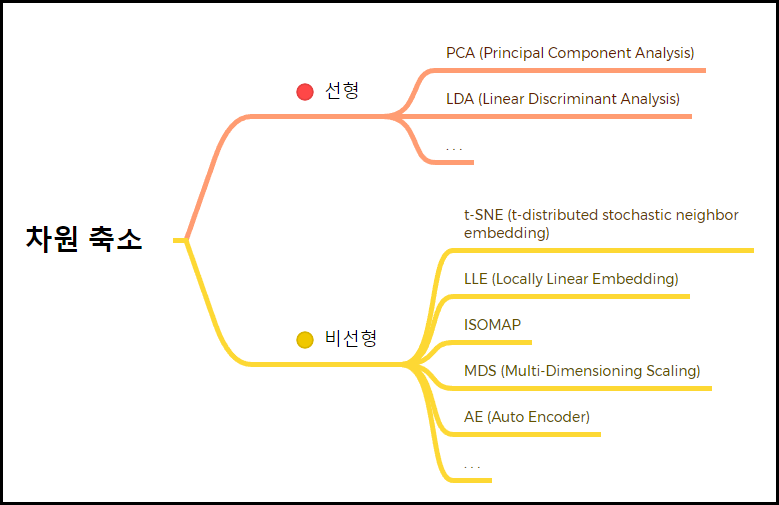 차원 축소
선형
PCA (Principal Component Analysis)
LDA (Linear Discriminant Analysis)
...
비선형
t-SNE (t-distributed stochastic neighbor
embedding)
LLE (Locally Linear Embedding)
ISOMAP
MDS (Multi-Dimensioning Scaling)
AE (Auto Encoder)
...